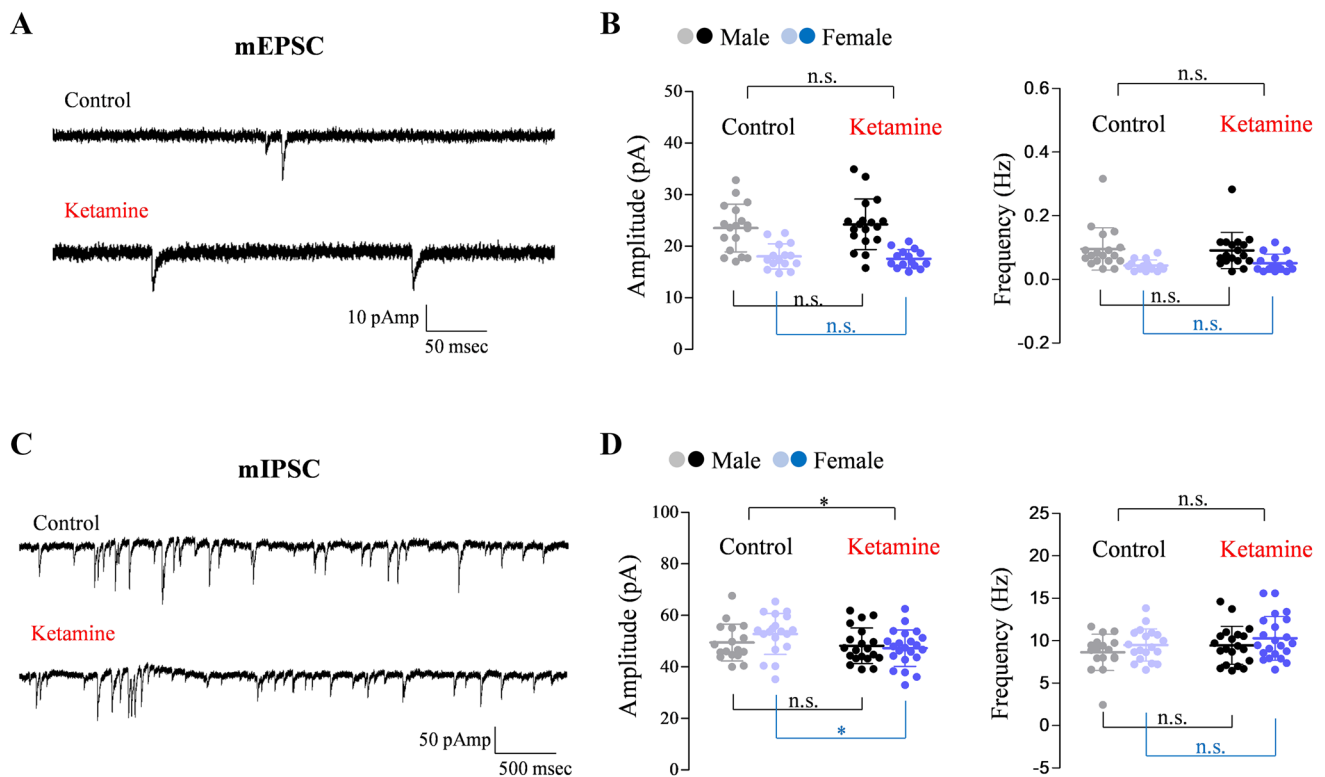 A
mEPSC
Control
Ketamine
10 pAmp
50 msec
B
Male Female
n.s.
50
40
30
20
10
0
Amplitude (pA)
Control Ketamine
n.s.
n.s.
n.s.
0.6
0.4
0.2
0.0
-0.2
Frequency (Hz)
Control Ketamine
n.s.
n.s.
C
mIPSC
Control
Ketamine
50 pAmp
500 msec
D
Male Female
*
100
80
60
40
20
0
Amplitude (pA)
Control Ketamine
n.s.
*
n.s.
25
20
15
10
5
0
-5
Frequency (Hz)
Control Ketamine
n.s.
n.s.